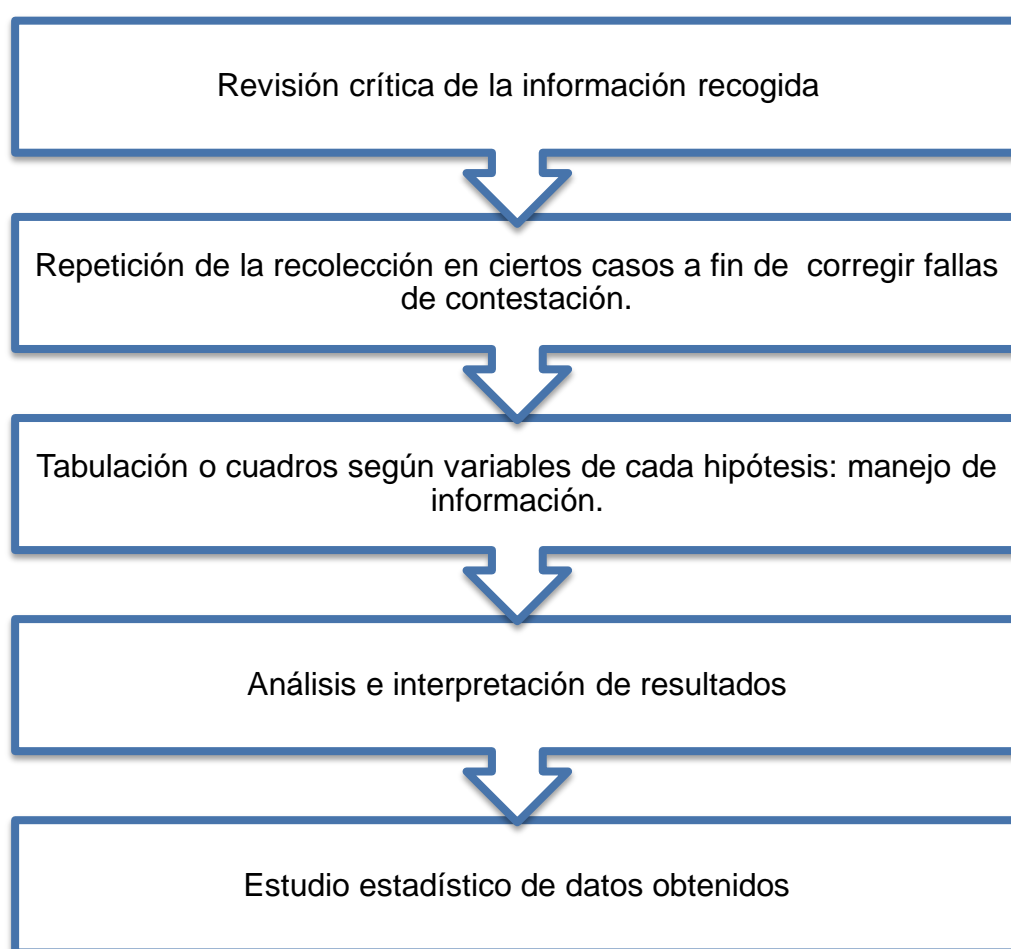 Revisión crítica de la información recogida
Repetición de la recolección en ciertos casos a fin de  corregir fallas
de contestación.
Tabulación o cuadros según variables de cada hipótesis: manejo de
información.
Análisis e interpretación de resultados
Estudio estadístico de datos obtenidos